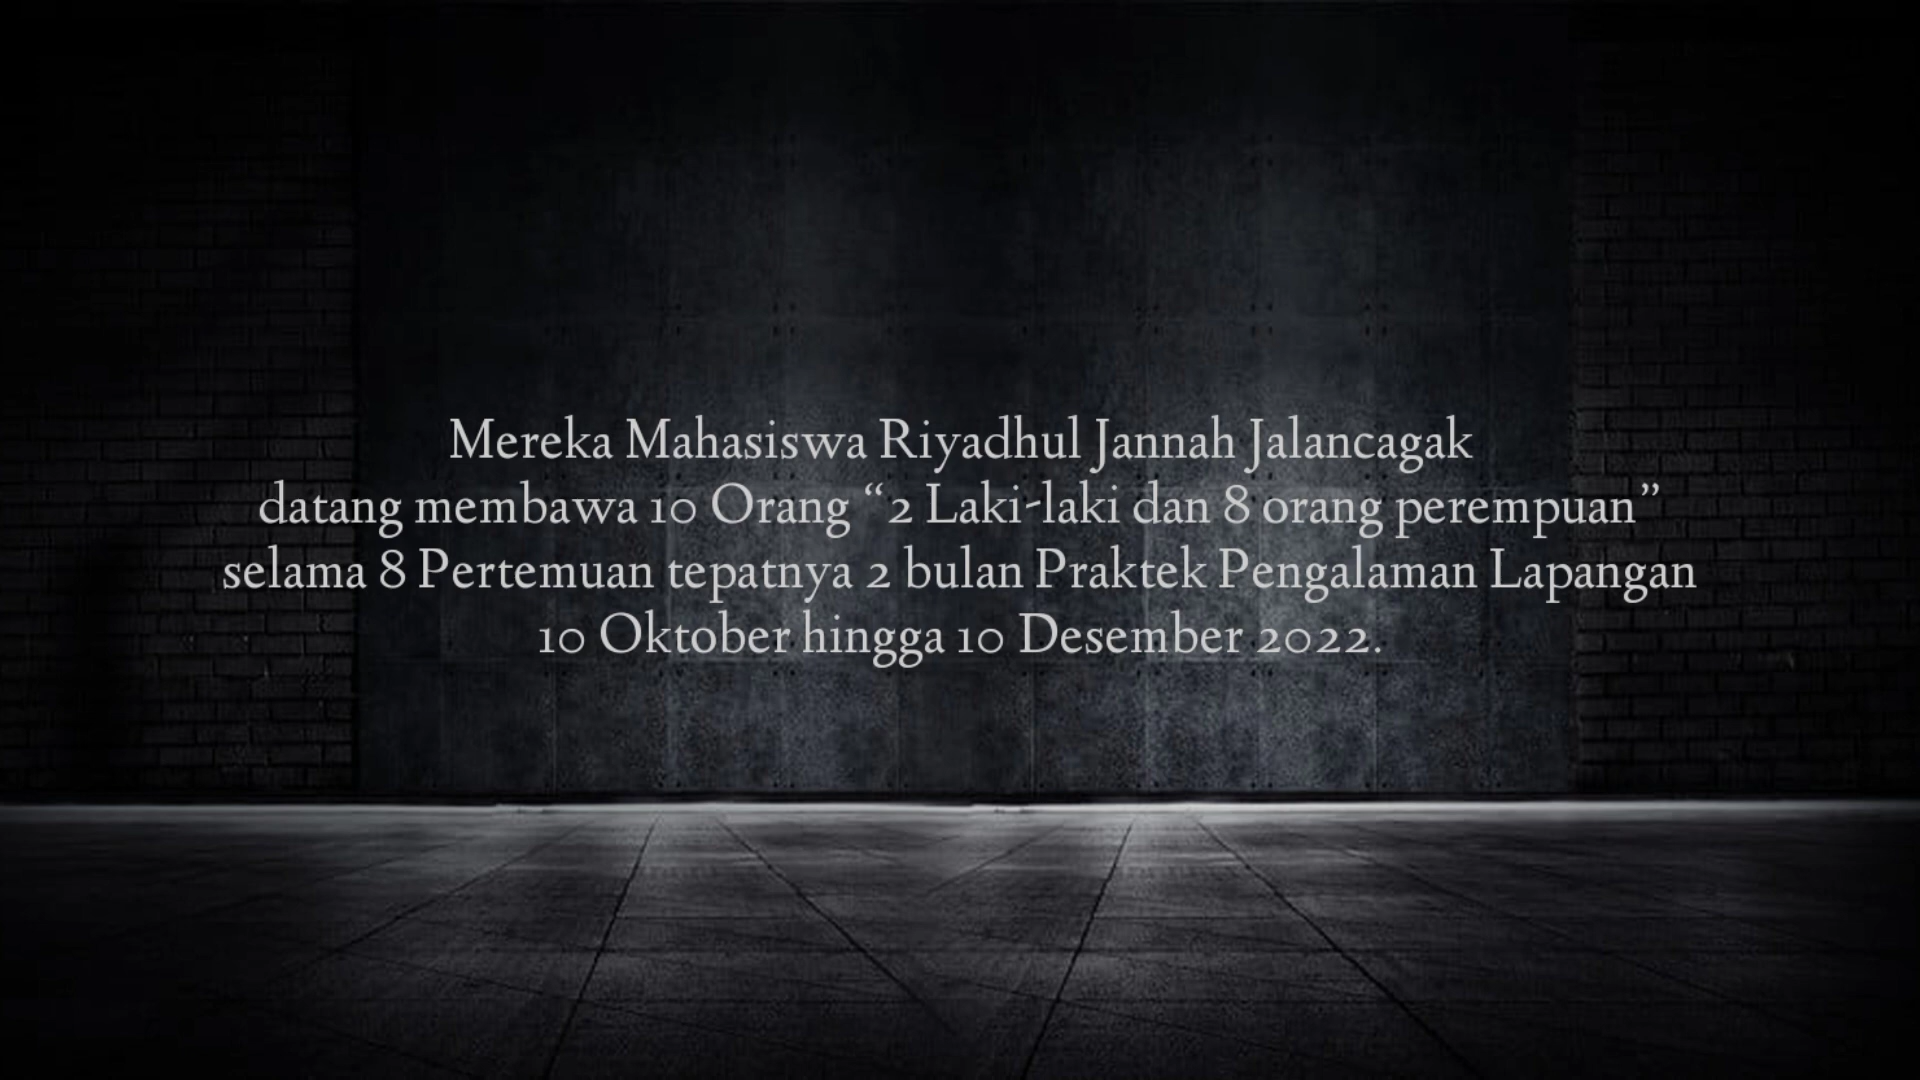 Mereka Mahasiswa Riyadhul Jannah Jalancagak
datang membawa 10 Orang “2 Laki-laki dan 8 orang perempuan”
selama 8 Pertemuan tepatnya 2 bulan Praktek Pengalaman Lapangan
10 Oktober hingga 10 Desember 2022.